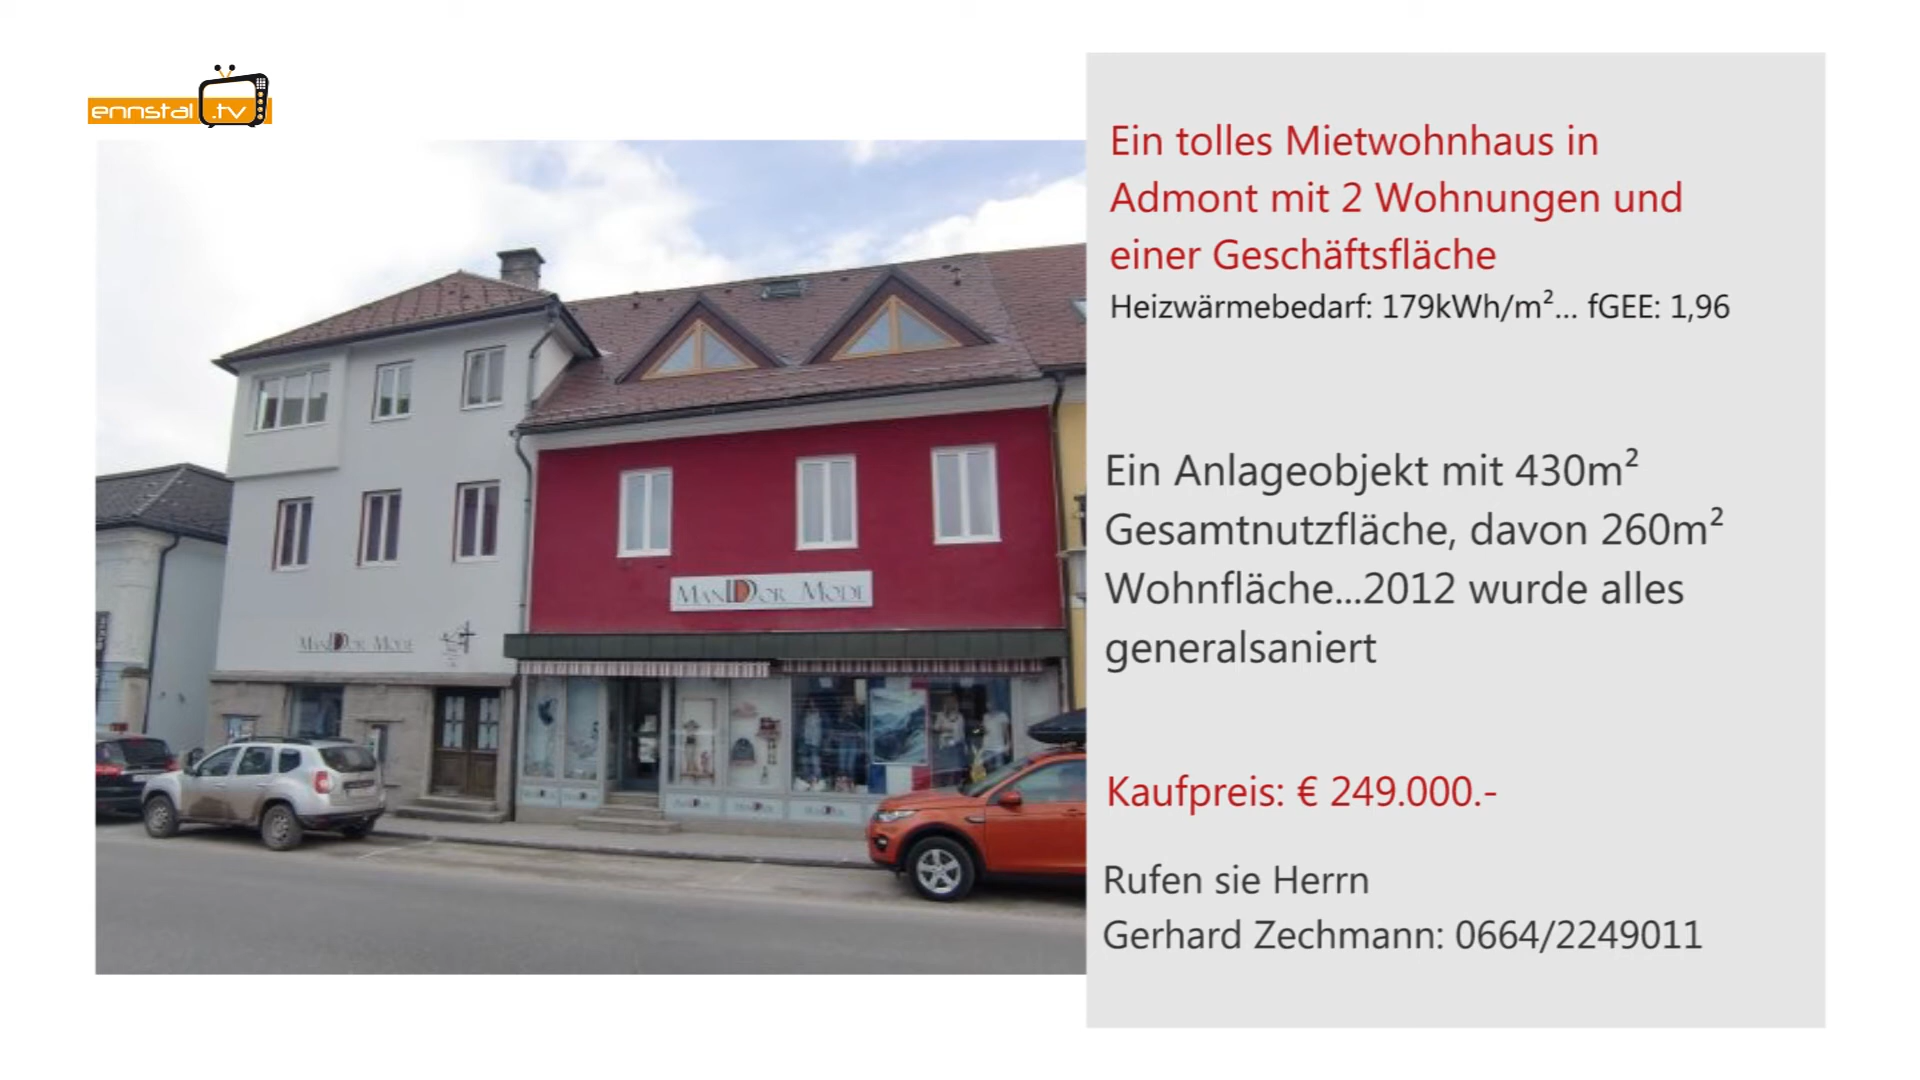 ennstal .tv
Ein tolles Mietwohnhaus in
Admont mit 2 Wohnungen und
einer Geschäftsfläche
Heizwärmebedarf: 179kWh/m²... fGEE: 1,96
Ein Anlageobjekt mit 430m²
Gesamtnutzfläche, davon 260m²
Wohnfläche...2012 wurde alles
generalsaniert
Kaufpreis: € 249.000.-
Rufen sie Herrn
Gerhard Zechmann: 0664/2249011
ManDDor Mode
ManDDor Mode